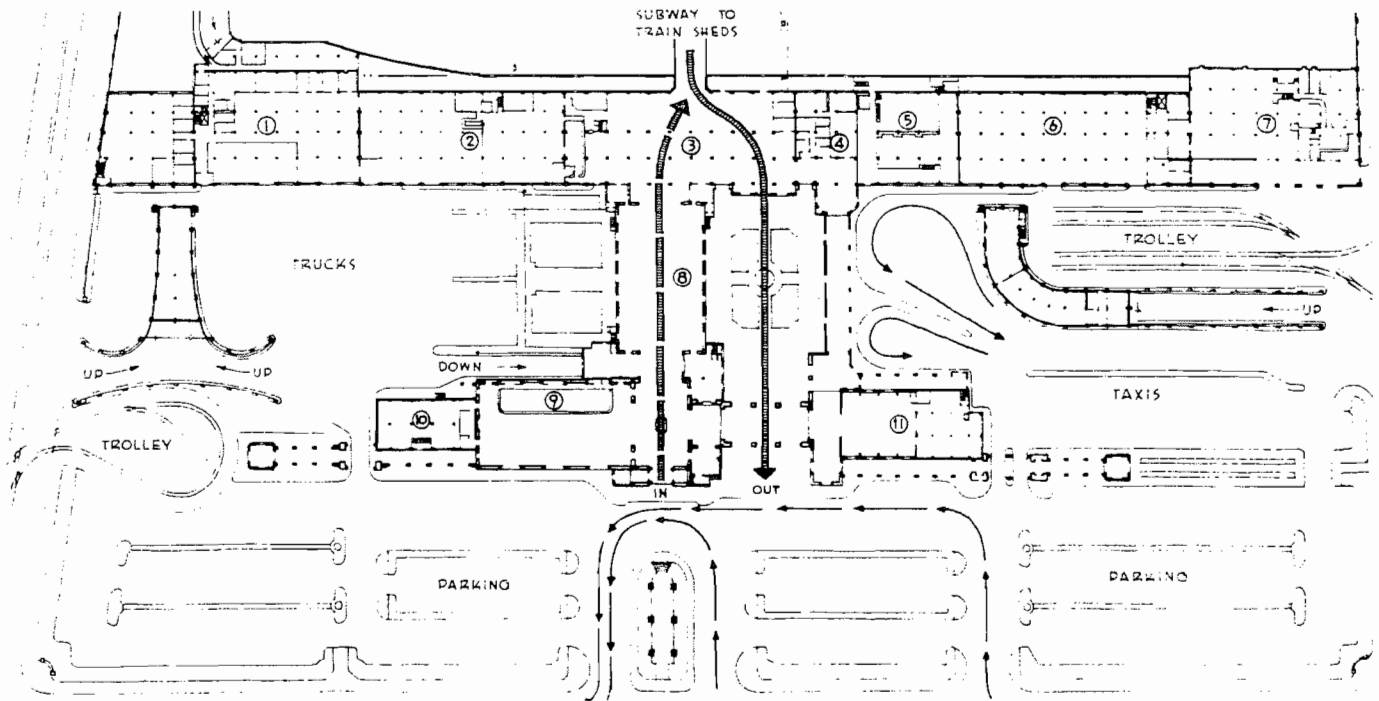 SUBWAY TO
TRAIN SHEDS
①
②
③
④
⑤
⑥
⑦
TRUCKS
⑧
TROLLEY
UP
UP
UP
DOWN
⑨
TAXIS
TROLLEY
⑩
⑪
IN
OUT
PARKING
PARKING